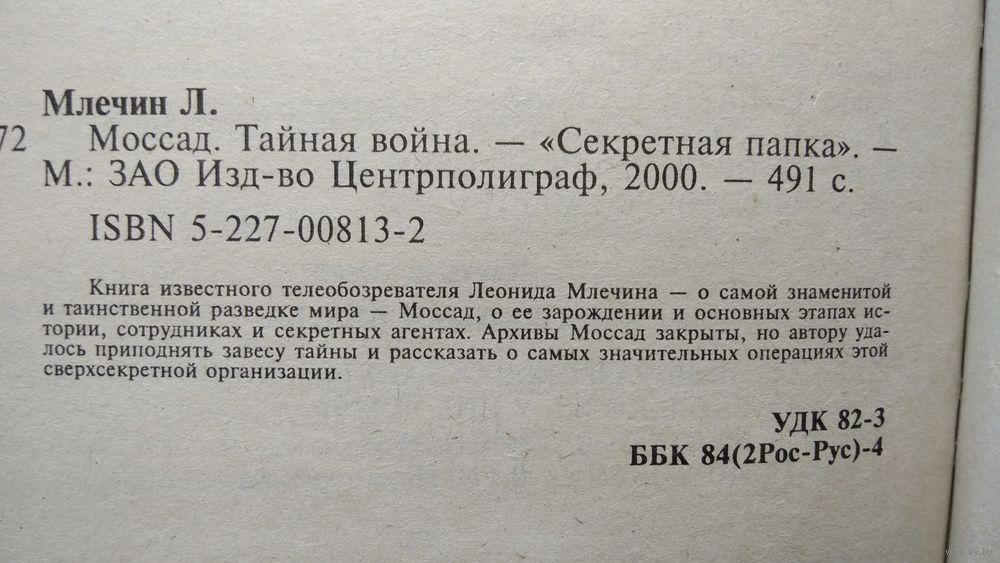 Млечин Л.
72 Моссад. Тайная война. — «Секретная папка». —
М.: ЗАО Изд-во Центрполиграф, 2000. — 491 с.
ISBN 5-227-00813-2
Книга известного телеобозревателя Леонида Млечина — о самой знаменитой
и таинственной разведке мира — Моссад, о ее зарождении и основных этапах ис-
тории, сотрудниках и секретных агентах. Архивы Моссад закрыты, но автору уда-
лось приподнять завесу тайны и рассказать о самых значительных операциях этой
сверхсекретной организации.
УДК 82-3
ББК 84(2Рос-Рус)-4